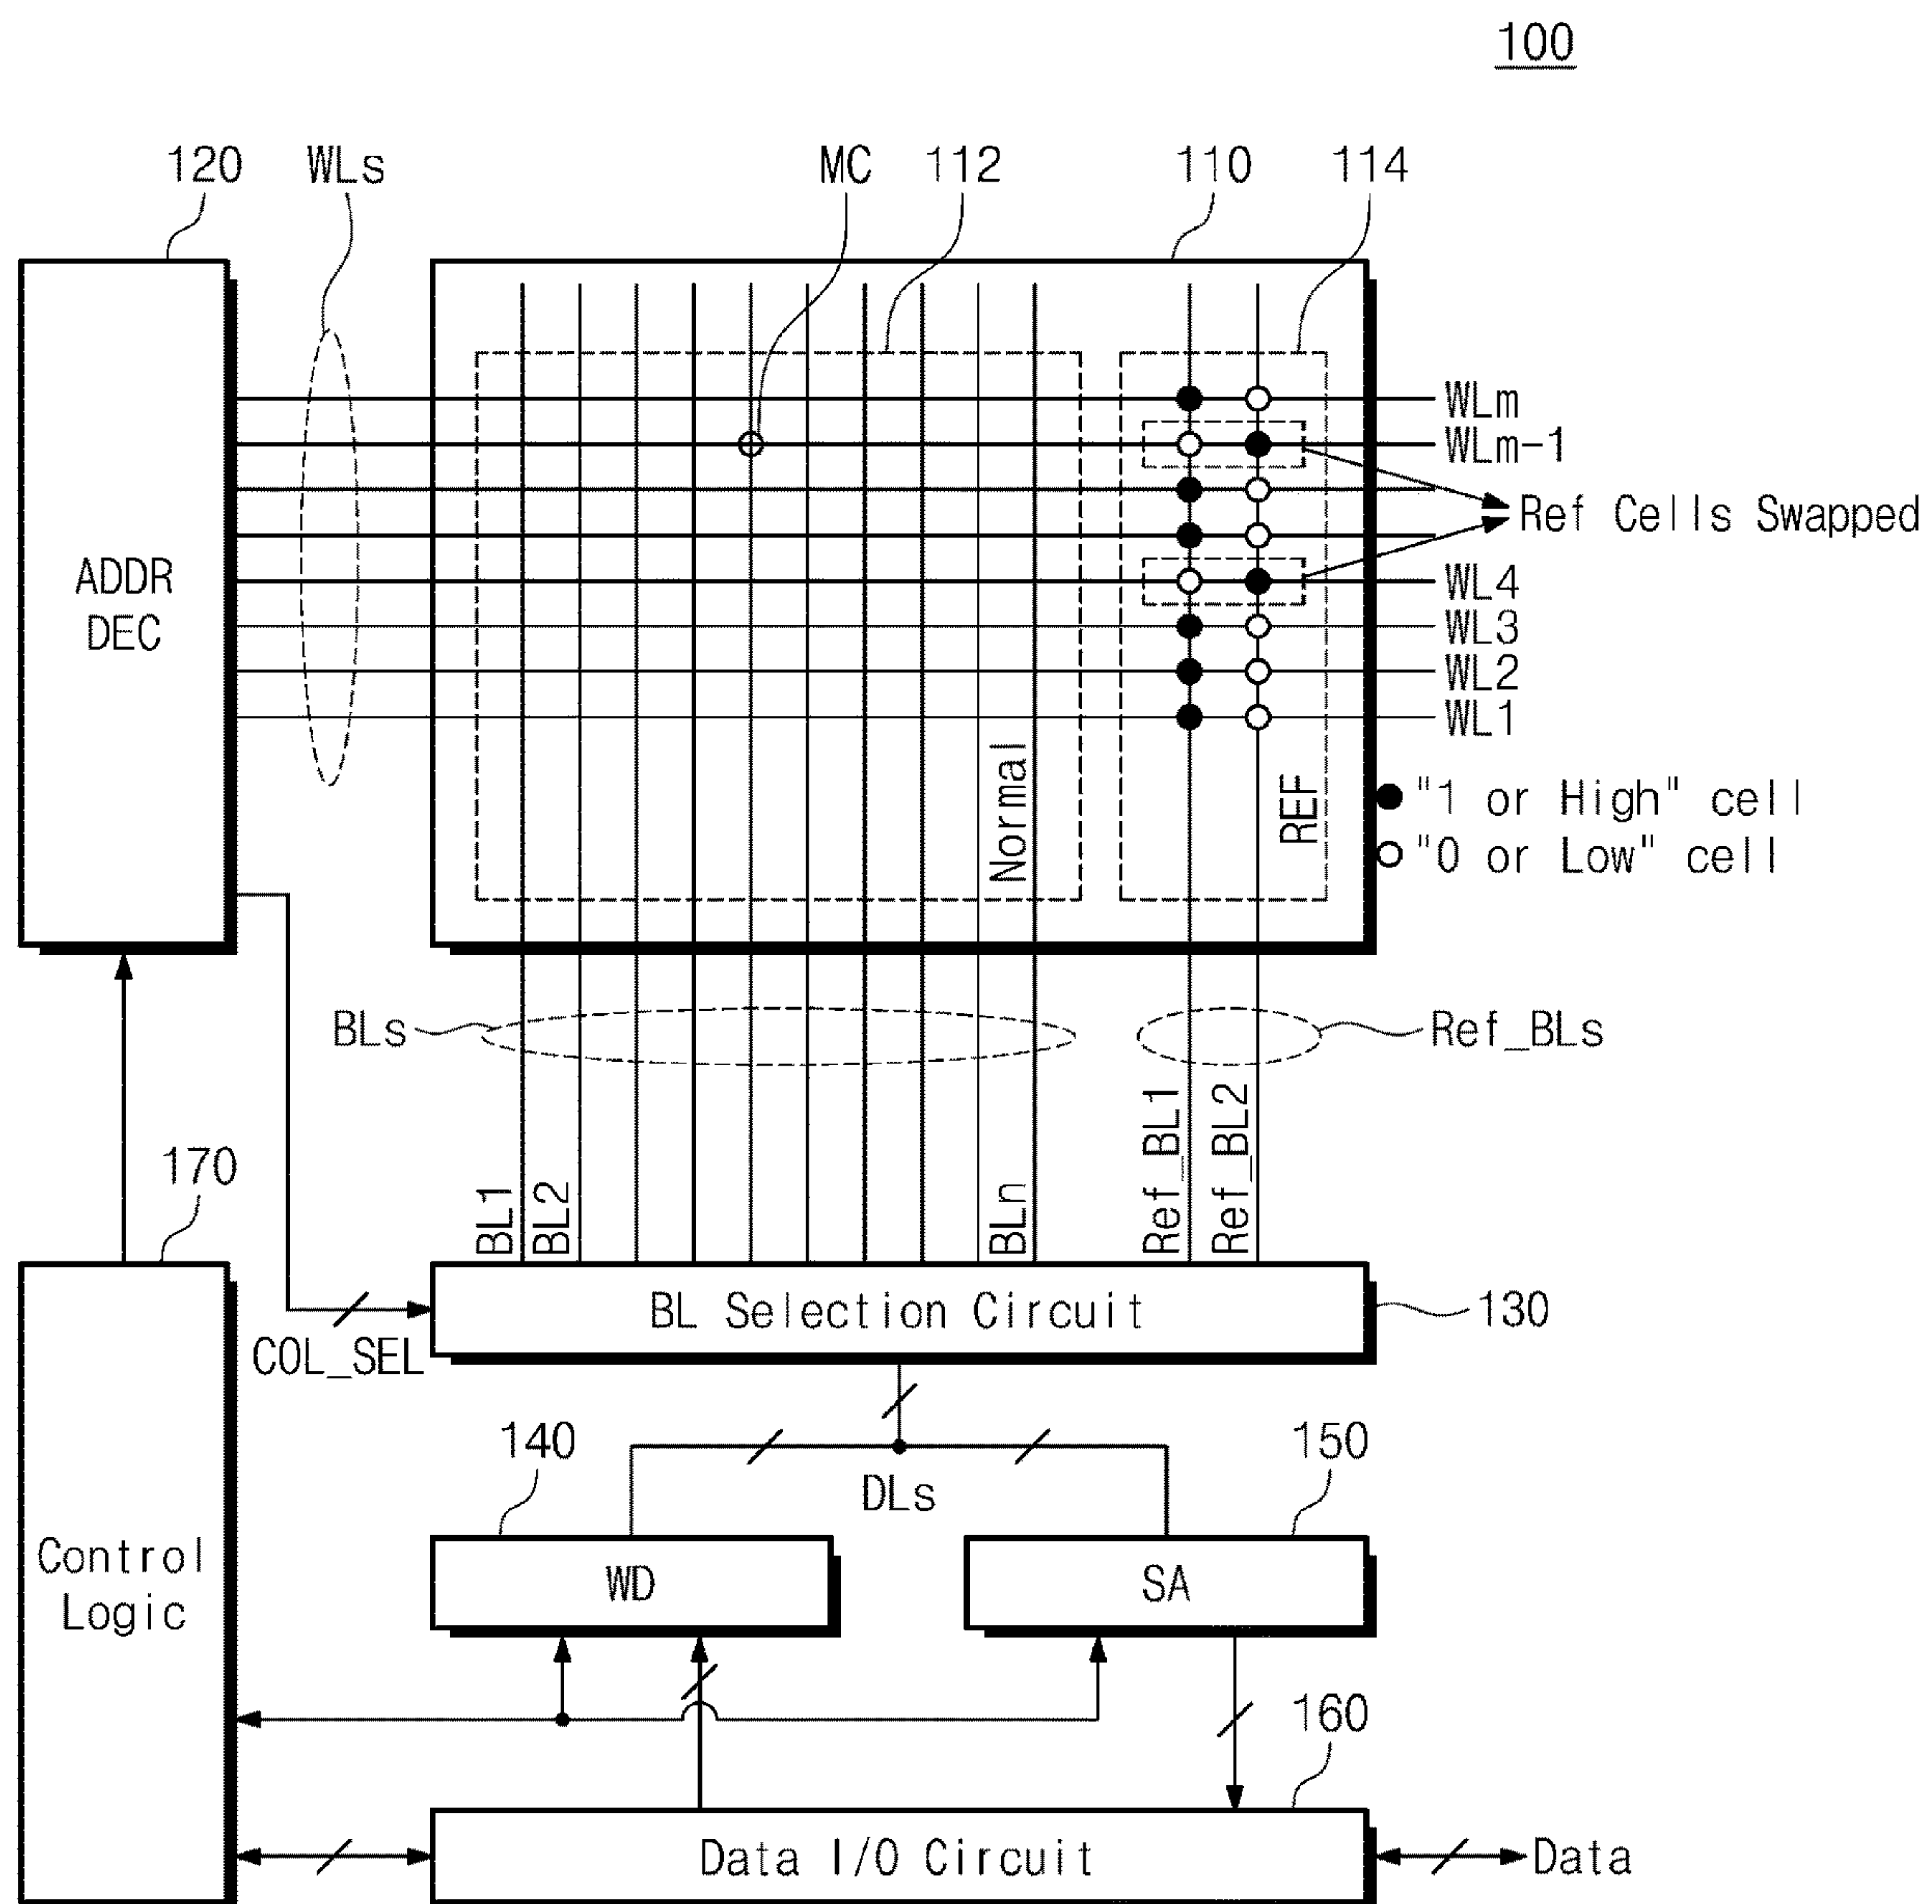 100
120
WLs
MC
112
110
114
WLm
WLm-1
Ref Cells Swapped
ADDR
DEC
WL4
WL3
WL2
WL1
Normal
REF
"1 or High" cell
"0 or Low" cell
BLs
Ref_BLs
170
BL1
BL2
BLn
Ref_BL1
Ref_BL2
BL Selection Circuit
130
COL_SEL
140
DLs
150
Control
Logic
WD
SA
160
Data I/O Circuit
Data